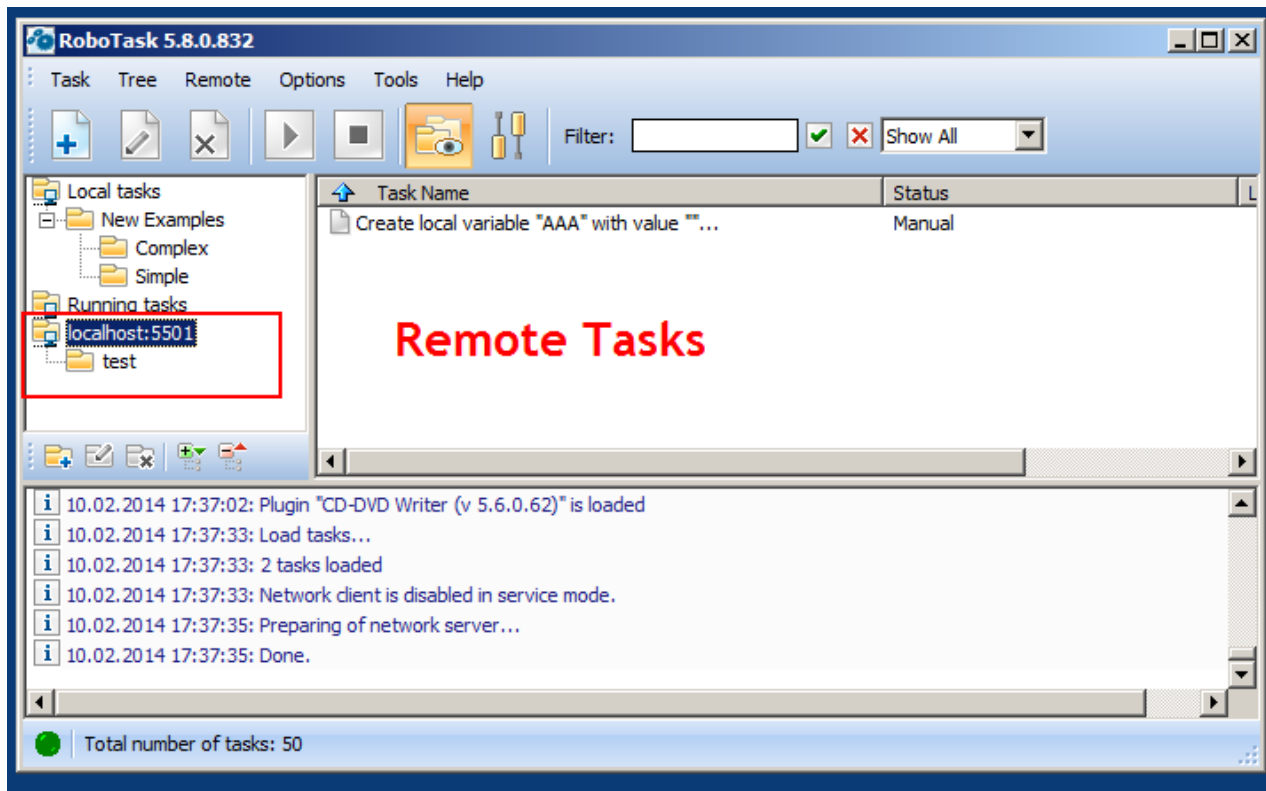 RoboTask 5.8.0.832
Task Tree Remote Options Tools Help
Filter: Show All
Local tasks
New Examples
Complex
Simple
Running tasks
localhost:5501
test
Task Name Status L
Create local variable "AAA" with value ""... Manual
Remote Tasks
10.02.2014 17:37:02: Plugin "CD-DVD Writer (v 5.6.0.62)" is loaded
10.02.2014 17:37:33: Load tasks...
10.02.2014 17:37:33: 2 tasks loaded
10.02.2014 17:37:33: Network client is disabled in service mode.
10.02.2014 17:37:35: Preparing of network server...
10.02.2014 17:37:35: Done.
Total number of tasks: 50